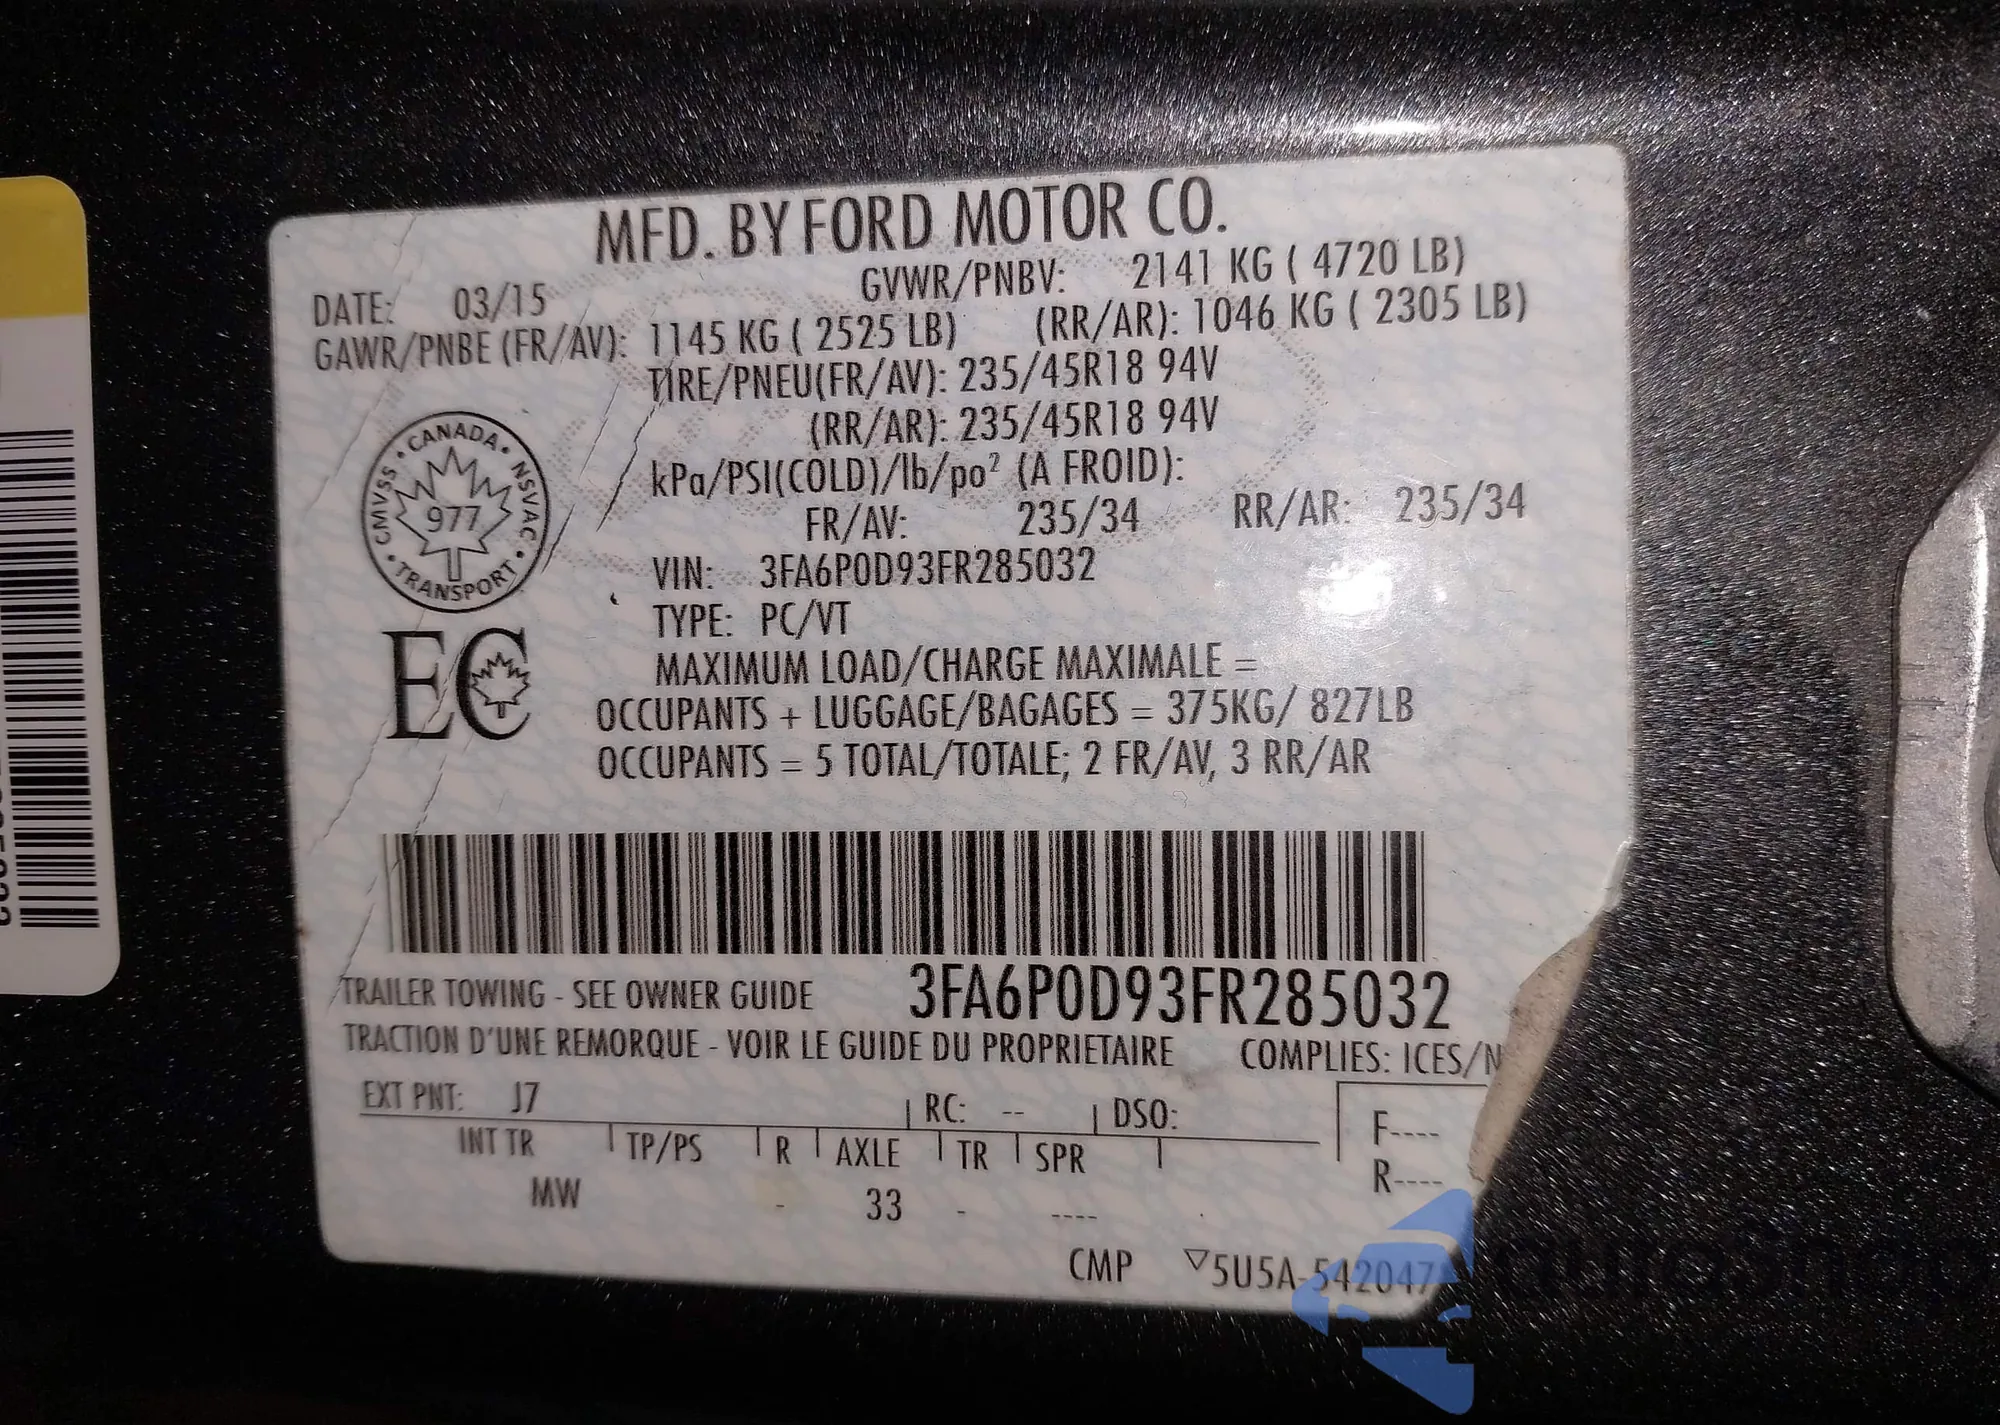 MFD. BY FORD MOTOR CO.
DATE: 03/15 GVWR/PNBV: 2141 KG ( 4720 LB)
GAWR/PNBE (FR/AV): 1145 KG ( 2525 LB) (RR/AR): 1046 KG ( 2305 LB)
TIRE/PNEU(FR/AV): 235/45R18 94V
(RR/AR): 235/45R18 94V
kPa/PSI(COLD)/lb/po² (A FROID):
FR/AV: 235/34 RR/AR: 235/34
CANADA • NSVAC • TRANSPORT • CMVSS •
977
VIN: 3FA6P0D93FR285032
TYPE: PC/VT
EC
MAXIMUM LOAD/CHARGE MAXIMALE =
OCCUPANTS + LUGGAGE/BAGAGES = 375KG/ 827LB
OCCUPANTS = 5 TOTAL/TOTALE; 2 FR/AV, 3 RR/AR
TRAILER TOWING - SEE OWNER GUIDE 3FA6P0D93FR285032
TRACTION D'UNE REMORQUE - VOIR LE GUIDE DU PROPRIETAIRE COMPLIES: ICES/N
EXT PNT: J7 RC: -- DSO:
F----
INT TR TP/PS R AXLE TR SPR
R----
MW - 33 - ----
CMP ▽5U5A-542047